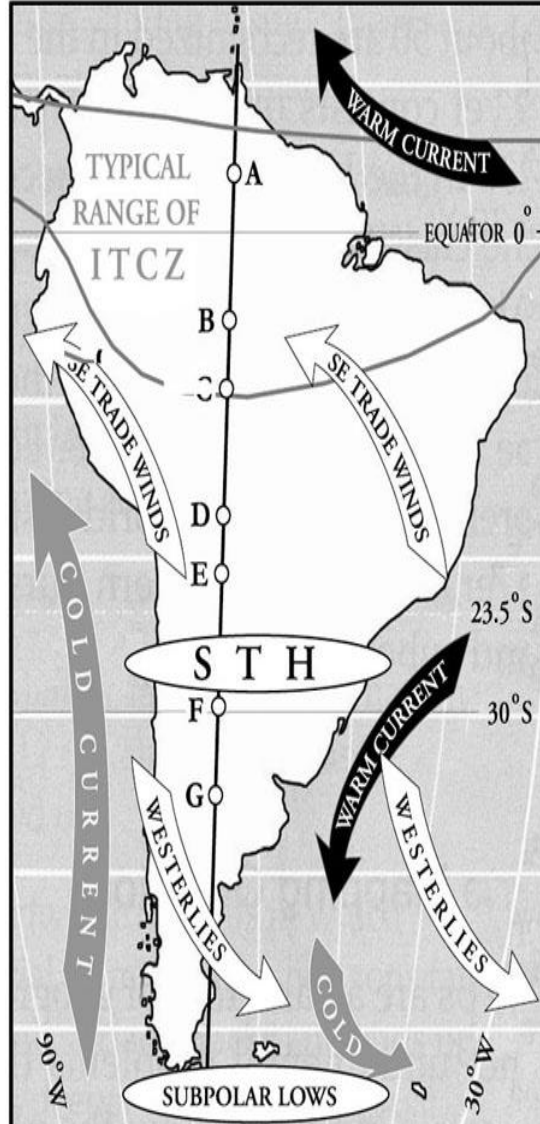 WARM CURRENT
TYPICAL
RANGE OF
ITCZ
A
EQUATOR 0°
B
C
SE TRADE WINDS
SE TRADE WINDS
D
E
COLD CURRENT
23.5°S
STH
F
30°S
WARM CURRENT
G
WESTERLIES
WESTERLIES
COLD
90°W
30°W
SUBPOLAR LOWS